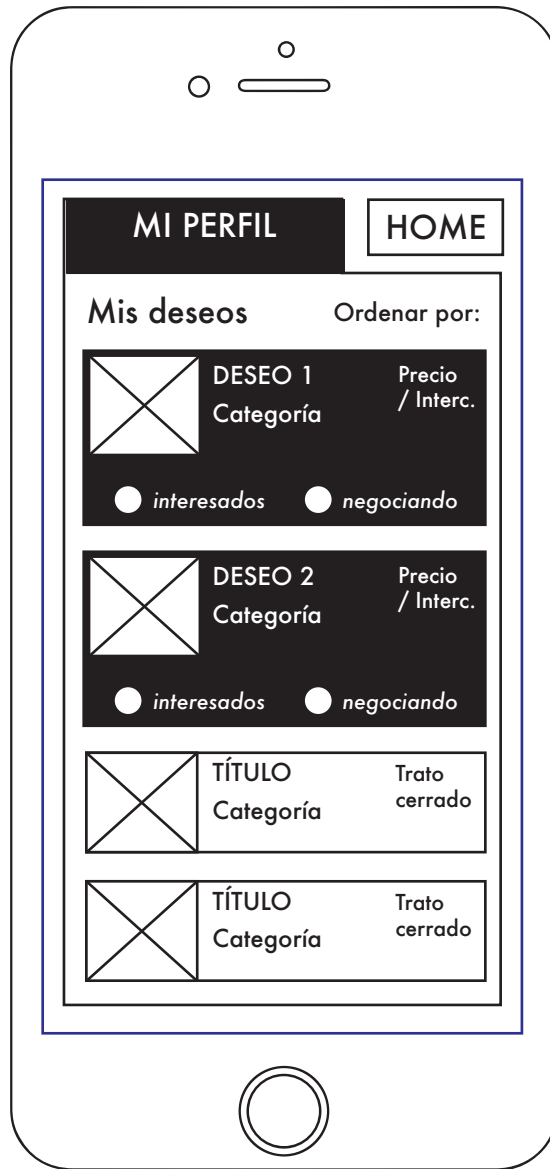 MI PERFIL
HOME
Mis deseos
Ordenar por:
DESEO 1
Categoría
Precio
/ Interc.
interesados
negociando
DESEO 2
Categoría
Precio
/ Interc.
interesados
negociando
TÍTULO
Categoría
Trato
cerrado
TÍTULO
Categoría
Trato
cerrado